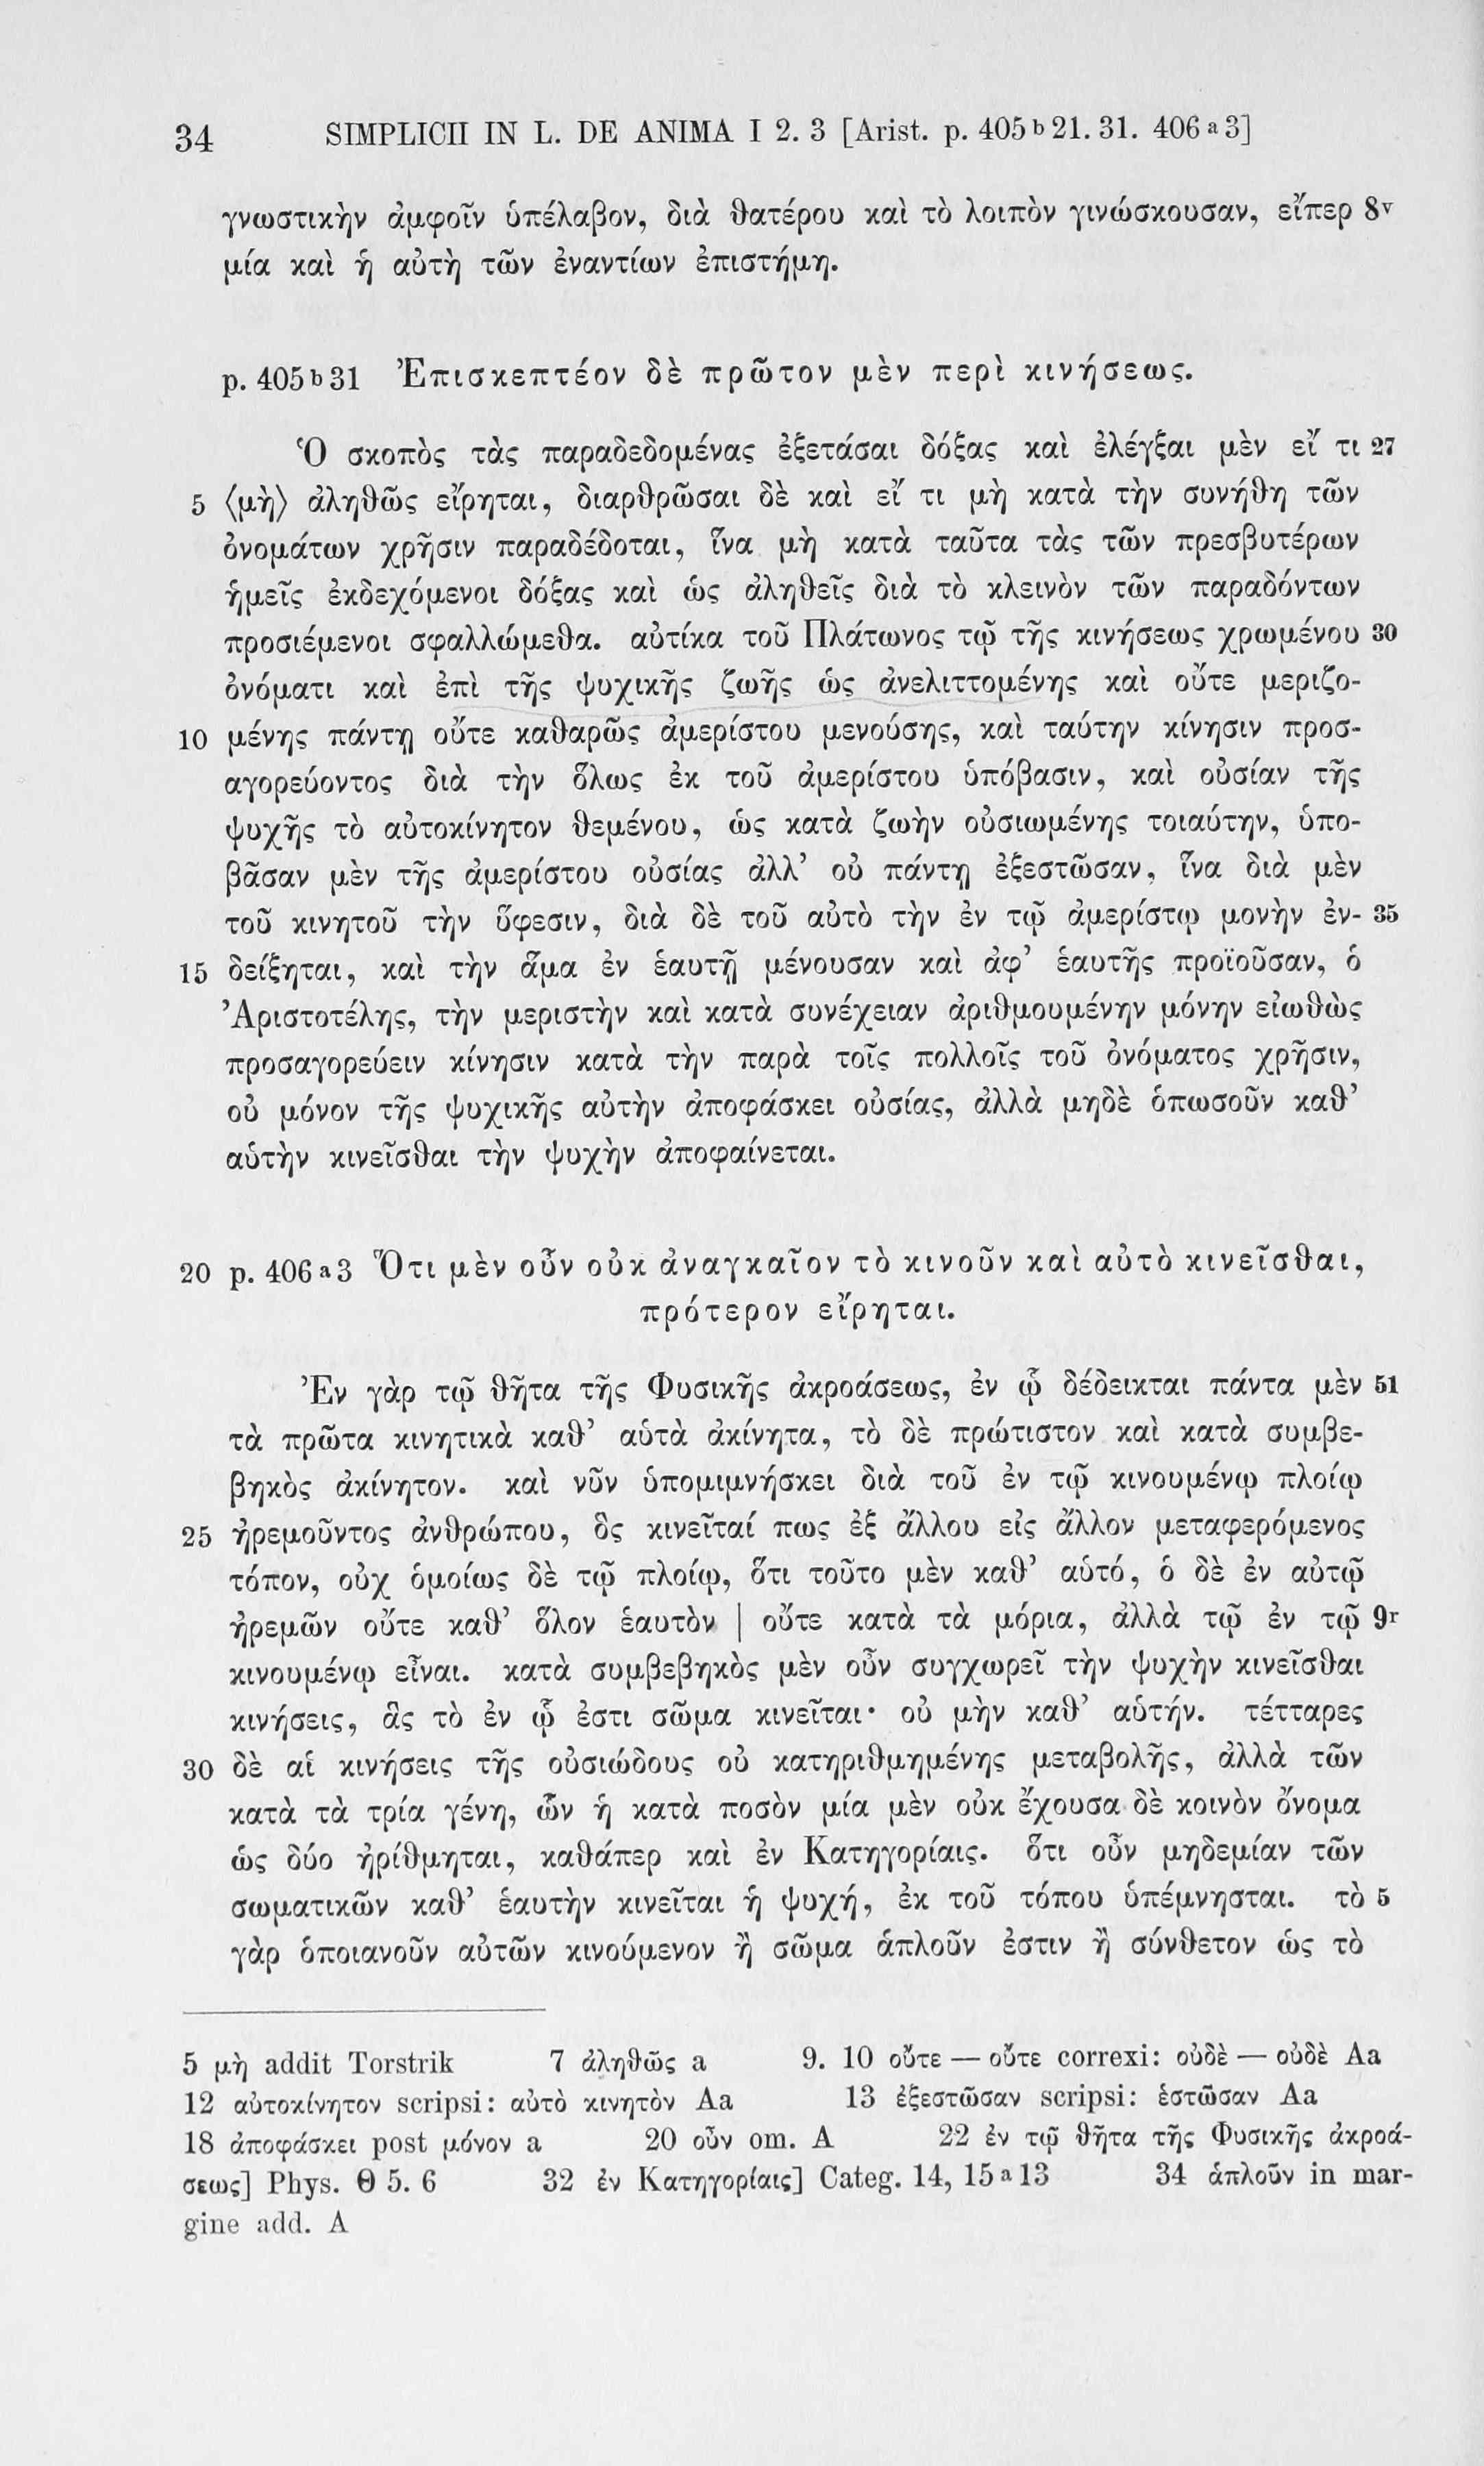 34 SIMPLICII IN L. DE ANIMA I 2. 3 [Arist. p. 405 b 21. 31. 406 a 3]
γνωστικὴν ἀμφοῖν ὑπέλαβον, διὰ θατέρου καὶ τὸ λοιπὸν γινώσκουσαν, εἴπερ 8v
μία καὶ ἡ αὐτὴ τῶν ἐναντίων ἐπιστήμη.
p. 405 b 31 Ἐπισκεπτέον δὲ πρῶτον μὲν περὶ κινήσεως.
Ὁ σκοπὸς τὰς παραδεδομένας ἐξετάσαι δόξας καὶ ἐλέγξαι μὲν εἴ τι 27
5 ⟨μὴ⟩ ἀληθῶς εἴρηται, διαρθρῶσαι δὲ καὶ εἴ τι μὴ κατὰ τὴν συνήθη τῶν
ὀνομάτων χρῆσιν παραδέδοται, ἵνα μὴ κατὰ ταῦτα τὰς τῶν πρεσβυτέρων
ἡμεῖς ἐκδεχόμενοι δόξας καὶ ὡς ἀληθεῖς διὰ τὸ κλεινὸν τῶν παραδόντων
προσιέμενοι σφαλλώμεθα. αὐτίκα τοῦ Πλάτωνος τῷ τῆς κινήσεως χρωμένου 30
ὀνόματι καὶ ἐπὶ τῆς ψυχικῆς ζωῆς ὡς ἀνελιττομένης καὶ οὔτε μεριζο-
10 μένης πάντῃ οὔτε καθαρῶς ἀμερίστου μενούσης, καὶ ταύτην κίνησιν προσ-
αγορεύοντος διὰ τὴν ὅλως ἐκ τοῦ ἀμερίστου ὑπόβασιν, καὶ οὐσίαν τῆς
ψυχῆς τὸ αὐτοκίνητον θεμένου, ὡς κατὰ ζωὴν οὐσιωμένης τοιαύτην, ὑπο-
βᾶσαν μὲν τῆς ἀμερίστου οὐσίας ἀλλ’ οὐ πάντῃ ἐξεστῶσαν, ἵνα διὰ μὲν
τοῦ κινητοῦ τὴν ὕφεσιν, διὰ δὲ τοῦ αὐτὸ τὴν ἐν τῷ ἀμερίστῳ μονὴν ἐν- 35
15 δείξηται, καὶ τὴν ἅμα ἐν ἑαυτῇ μένουσαν καὶ ἀφ’ ἑαυτῆς προϊοῦσαν, ὁ
Ἀριστοτέλης, τὴν μεριστὴν καὶ κατὰ συνέχειαν ἀριθμουμένην μόνην εἰωθὼς
προσαγορεύειν κίνησιν κατὰ τὴν παρὰ τοῖς πολλοῖς τοῦ ὀνόματος χρῆσιν,
οὐ μόνον τῆς ψυχικῆς αὐτὴν ἀποφάσκει οὐσίας, ἀλλὰ μηδὲ ὁπωσοῦν καθ’
αὑτὴν κινεῖσθαι τὴν ψυχὴν ἀποφαίνεται.
20 p. 406 a 3 Ὅτι μὲν οὖν οὐκ ἀναγκαῖον τὸ κινοῦν καὶ αὐτὸ κινεῖσθαι,
πρότερον εἴρηται.
Ἐν γὰρ τῷ θῆτα τῆς Φυσικῆς ἀκροάσεως, ἐν ᾧ δέδεικται πάντα μὲν 51
τὰ πρῶτα κινητικὰ καθ’ αὑτὰ ἀκίνητα, τὸ δὲ πρώτιστον καὶ κατὰ συμβε-
βηκὸς ἀκίνητον. καὶ νῦν ὑπομιμνήσκει διὰ τοῦ ἐν τῷ κινουμένῳ πλοίῳ
25 ἠρεμοῦντος ἀνθρώπου, ὃς κινεῖταί πως ἐξ ἄλλου εἰς ἄλλον μεταφερόμενος
τόπον, οὐχ ὁμοίως δὲ τῷ πλοίῳ, ὅτι τοῦτο μὲν καθ’ αὑτό, ὁ δὲ ἐν αὐτῷ
ἠρεμῶν οὔτε καθ’ ὅλον ἑαυτὸν | οὔτε κατὰ τὰ μόρια, ἀλλὰ τῷ ἐν τῷ 9r
κινουμένῳ εἶναι. κατὰ συμβεβηκὸς μὲν οὖν συγχωρεῖ τὴν ψυχὴν κινεῖσθαι
κινήσεις, ἃς τὸ ἐν ᾧ ἐστι σῶμα κινεῖται· οὐ μὴν καθ’ αὑτήν. τέτταρες
30 δὲ αἱ κινήσεις τῆς οὐσιώδους οὐ κατηριθμημένης μεταβολῆς, ἀλλὰ τῶν
κατὰ τὰ τρία γένη, ὧν ἡ κατὰ ποσὸν μία μὲν οὐκ ἔχουσα δὲ κοινὸν ὄνομα
ὡς δύο ἠρίθμηται, καθάπερ καὶ ἐν Κατηγορίαις. ὅτι οὖν μηδεμίαν τῶν
σωματικῶν καθ’ ἑαυτὴν κινεῖται ἡ ψυχή, ἐκ τοῦ τόπου ὑπέμνησται. τὸ 5
γὰρ ὁποιανοῦν αὐτῶν κινούμενον ἢ σῶμα ἁπλοῦν ἐστιν ἢ σύνθετον ὡς τὸ
5 μὴ addit Torstrik 7 ἀληθῶς a 9. 10 οὔτε — οὔτε correxi: οὐδὲ — οὐδὲ Aa
12 αὐτοκίνητον scripsi: αὐτὸ κινητὸν Aa 13 ἐξεστῶσαν scripsi: ἑστῶσαν Aa
18 ἀποφάσκει post μόνον a 20 οὖν om. A 22 ἐν τῷ θῆτα τῆς Φυσικῆς ἀκροά-
σεως] Phys. Θ 5. 6 32 ἐν Κατηγορίαις] Categ. 14, 15 a 13 34 ἁπλοῦν in mar-
gine add. A